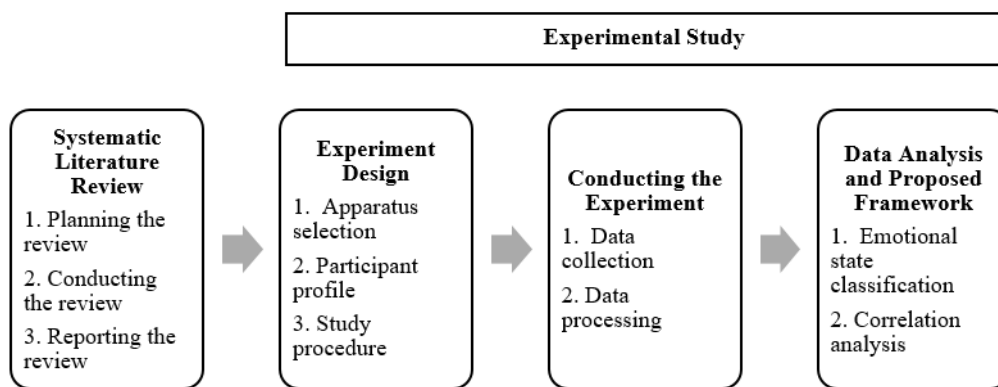 Experimental Study
Systematic
Literature
Review
1. Planning the
review
2. Conducting
the review
3. Reporting the
review
Experiment
Design
1. Apparatus
selection
2. Participant
profile
3. Study
procedure
Conducting the
Experiment
1. Data
collection
2. Data
processing
Data Analysis
and Proposed
Framework
1. Emotional
state
classification
2. Correlation
analysis